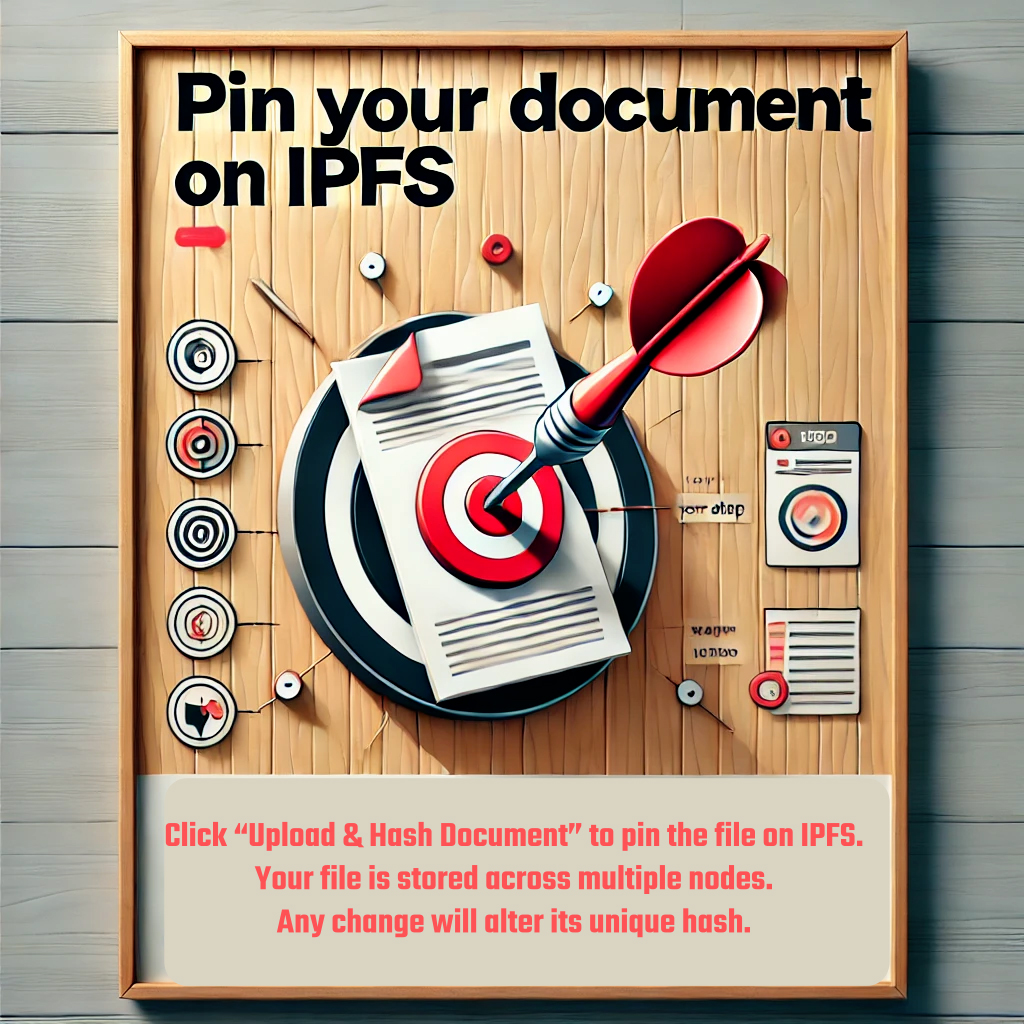 Pin your document
on IPFS
Click “Upload & Hash Document” to pin the file on IPFS.
Your file is stored across multiple nodes.
Any change will alter its unique hash.